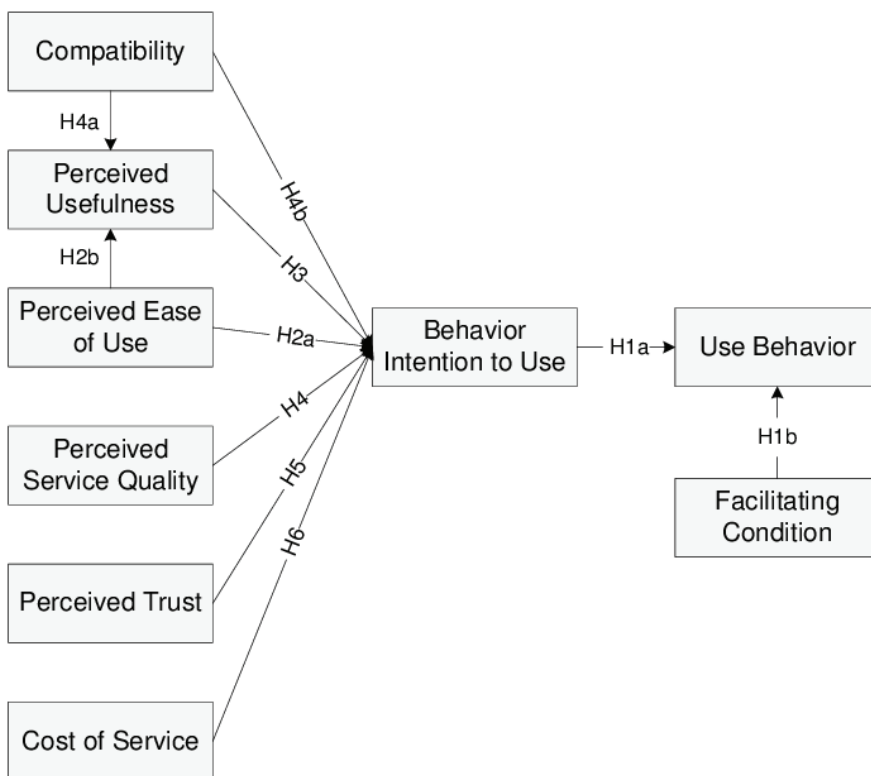 Compatibility
H4a
Perceived
Usefulness
H4b
H2b
H3
Perceived Ease
of Use
H2a
Behavior
Intention to Use
H1a
Use Behavior
H4
H1b
Perceived
Service Quality
H5
Facilitating
Condition
H6
Perceived Trust
Cost of Service